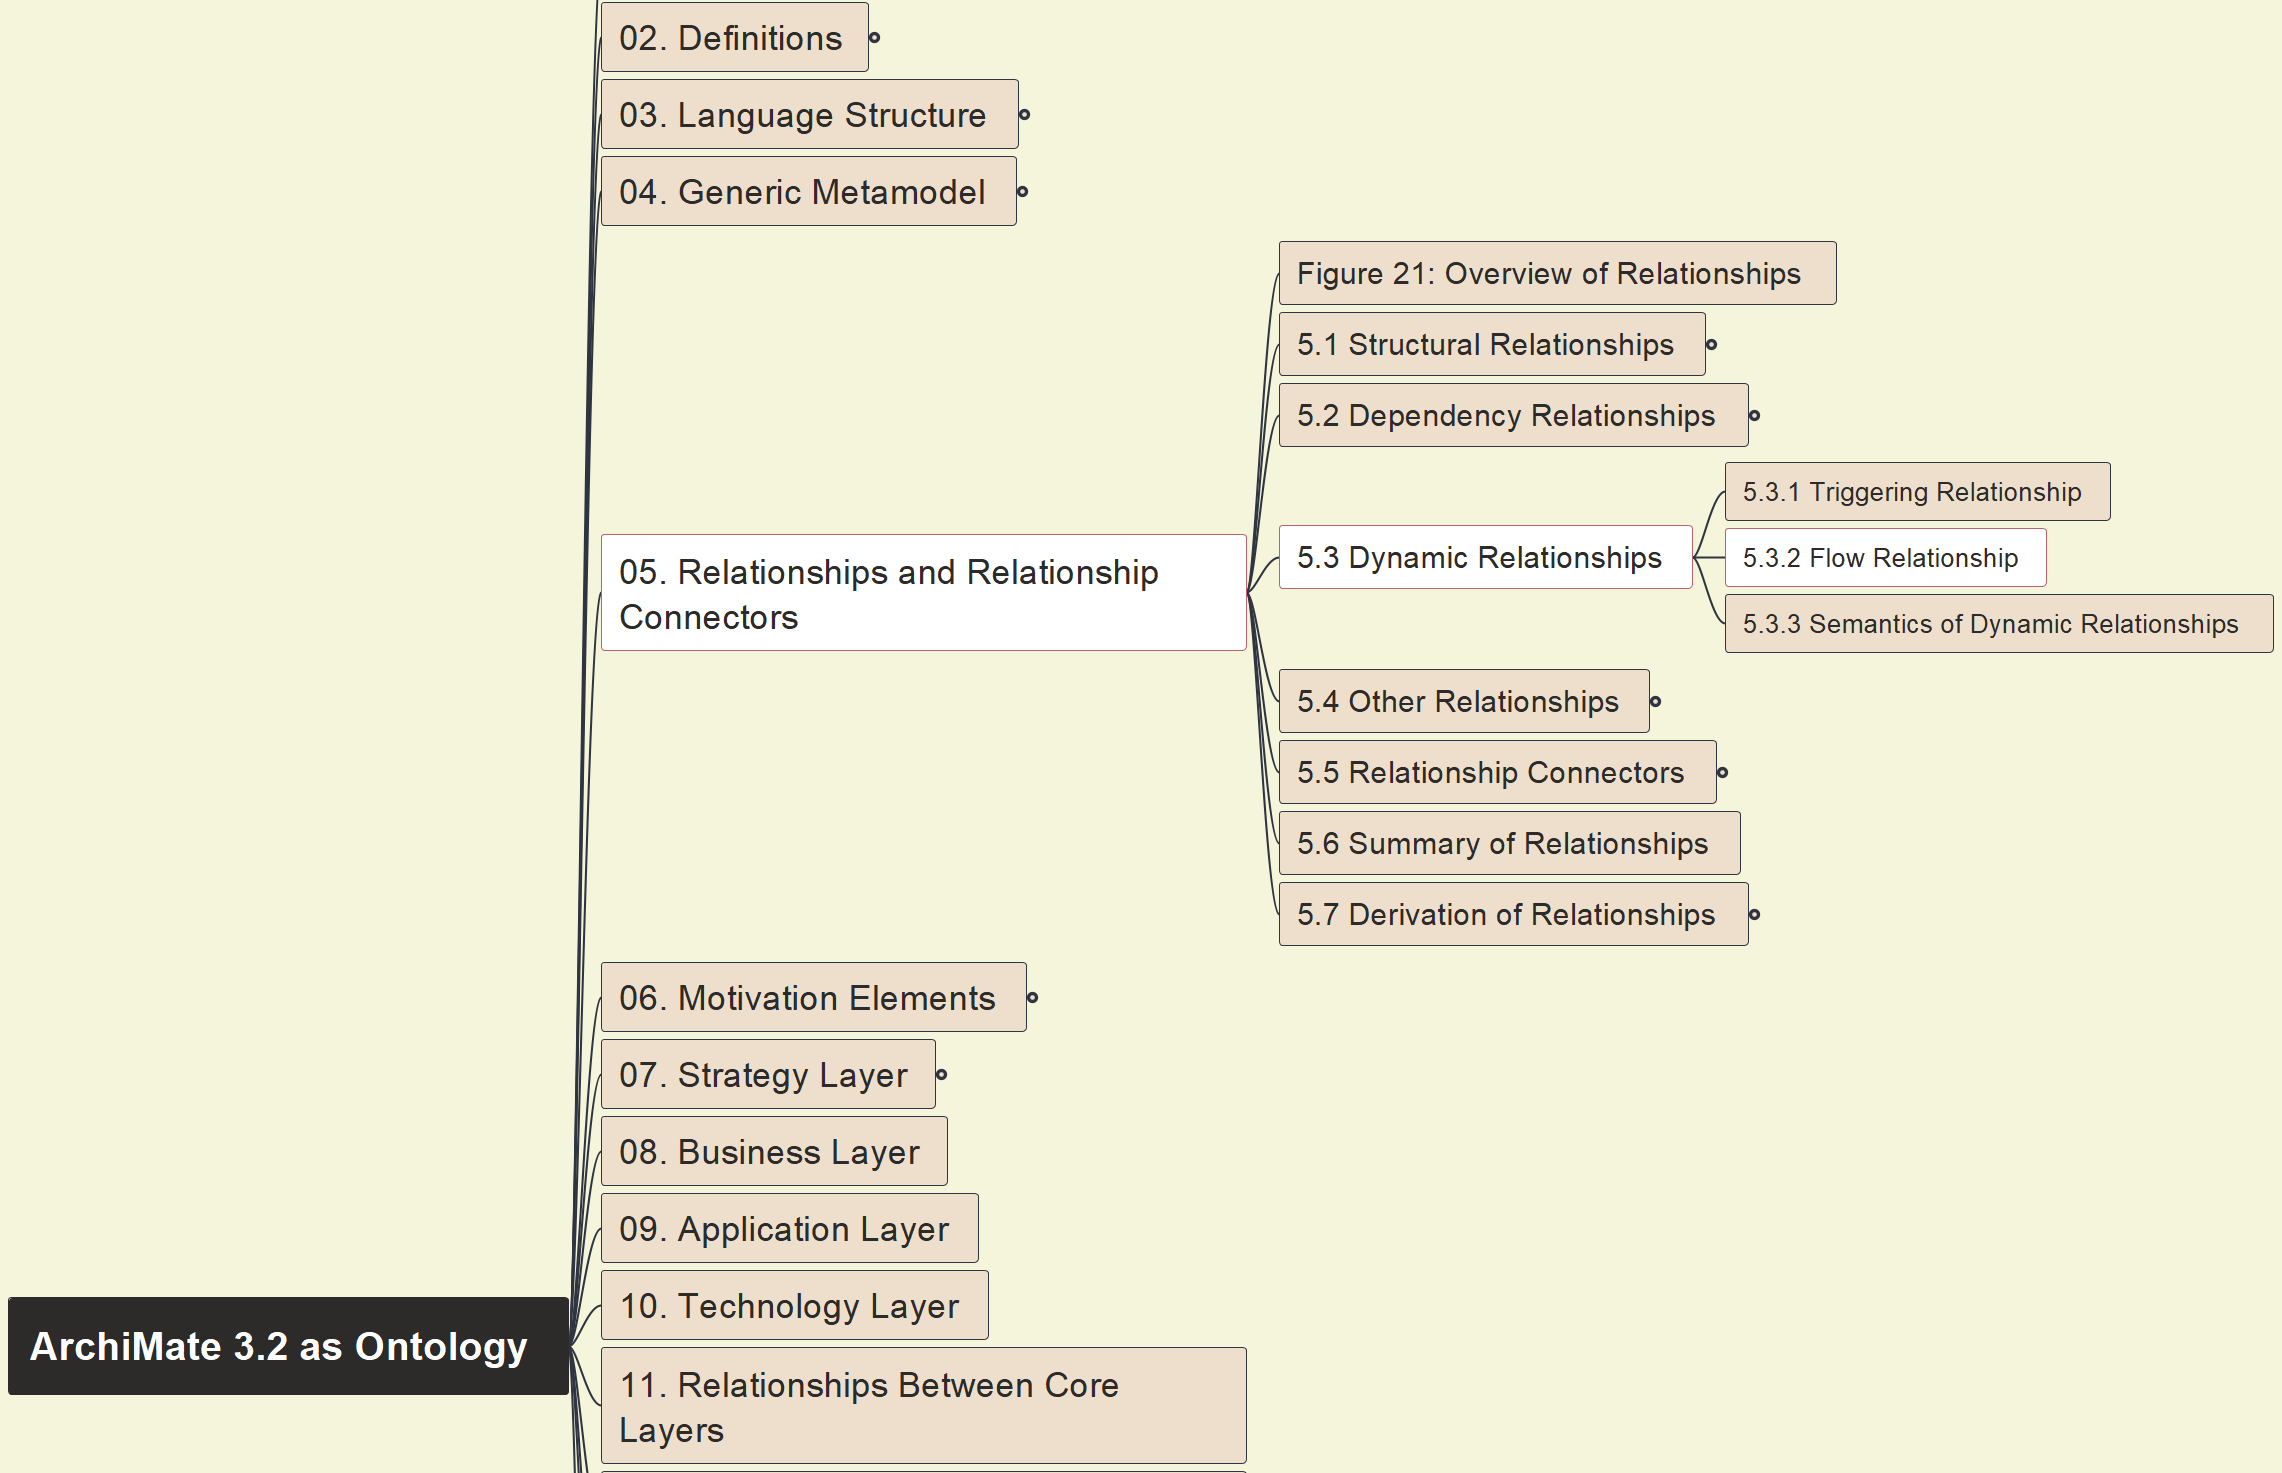 02. Definitions
03. Language Structure
04. Generic Metamodel
05. Relationships and Relationship
Connectors
Figure 21: Overview of Relationships
5.1 Structural Relationships
5.2 Dependency Relationships
5.3 Dynamic Relationships
5.3.1 Triggering Relationship
5.3.2 Flow Relationship
5.3.3 Semantics of Dynamic Relationships
5.4 Other Relationships
5.5 Relationship Connectors
5.6 Summary of Relationships
5.7 Derivation of Relationships
06. Motivation Elements
07. Strategy Layer
08. Business Layer
09. Application Layer
10. Technology Layer
ArchiMate 3.2 as Ontology
11. Relationships Between Core
Layers